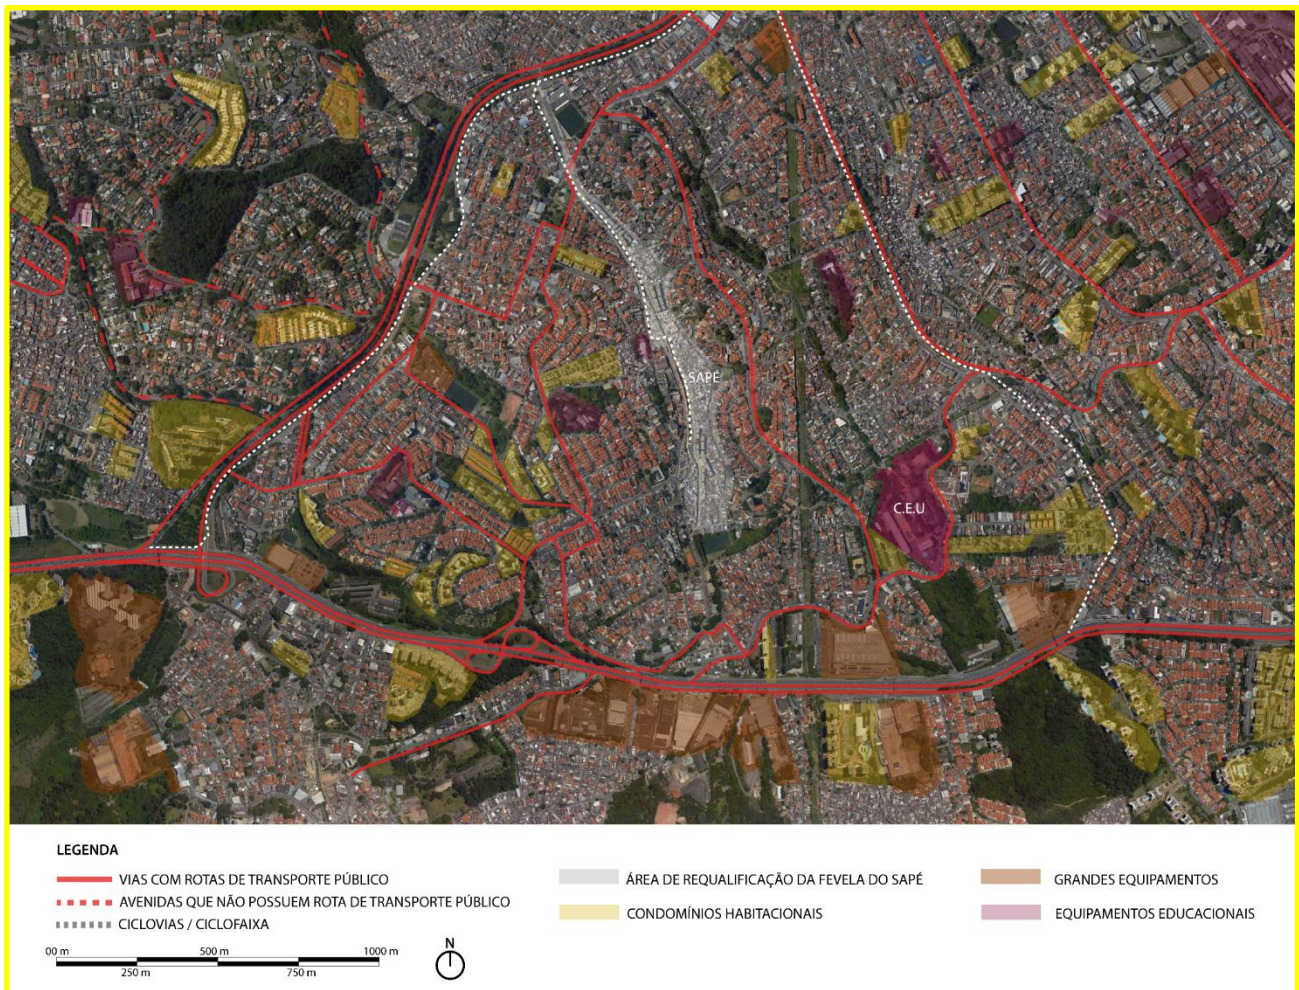 SAPÉ
C.E.U
LEGENDA
VIAS COM ROTAS DE TRANSPORTE PÚBLICO
AVENIDAS QUE NÃO POSSUEM ROTA DE TRANSPORTE PÚBLICO
CICLOVIAS / CICLOFAIXA
ÁREA DE REQUALIFICAÇÃO DA FEVELA DO SAPÉ
CONDOMÍNIOS HABITACIONAIS
GRANDES EQUIPAMENTOS
EQUIPAMENTOS EDUCACIONAIS
00 m 500 m 1000 m
250 m 750 m
N